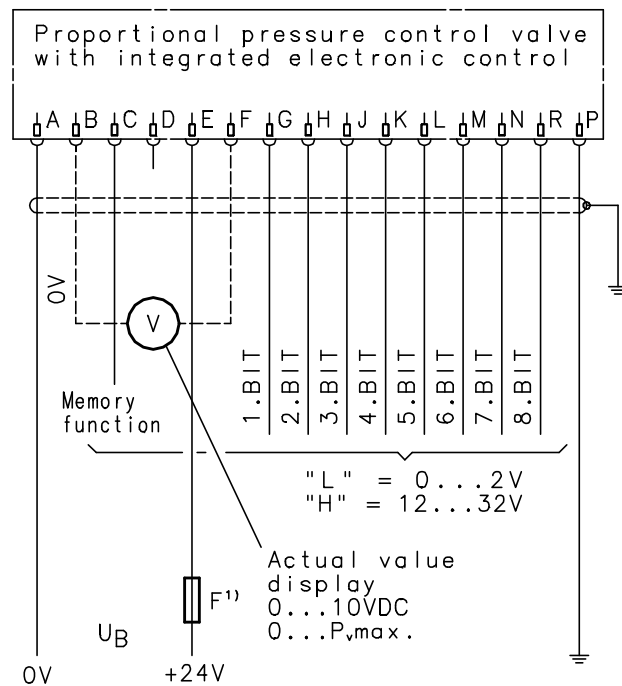 Proportional pressure control valve
with integrated electronic control
A B C D E F G H J K L M N R P
0V
V
1.BIT
2.BIT
3.BIT
4.BIT
5.BIT
6.BIT
7.BIT
8.BIT
Memory
function
"L" = 0...2V
"H" = 12...32V
Actual value
display
0...10VDC
0...Pvmax.
F¹⁾
UB
0V
+24V